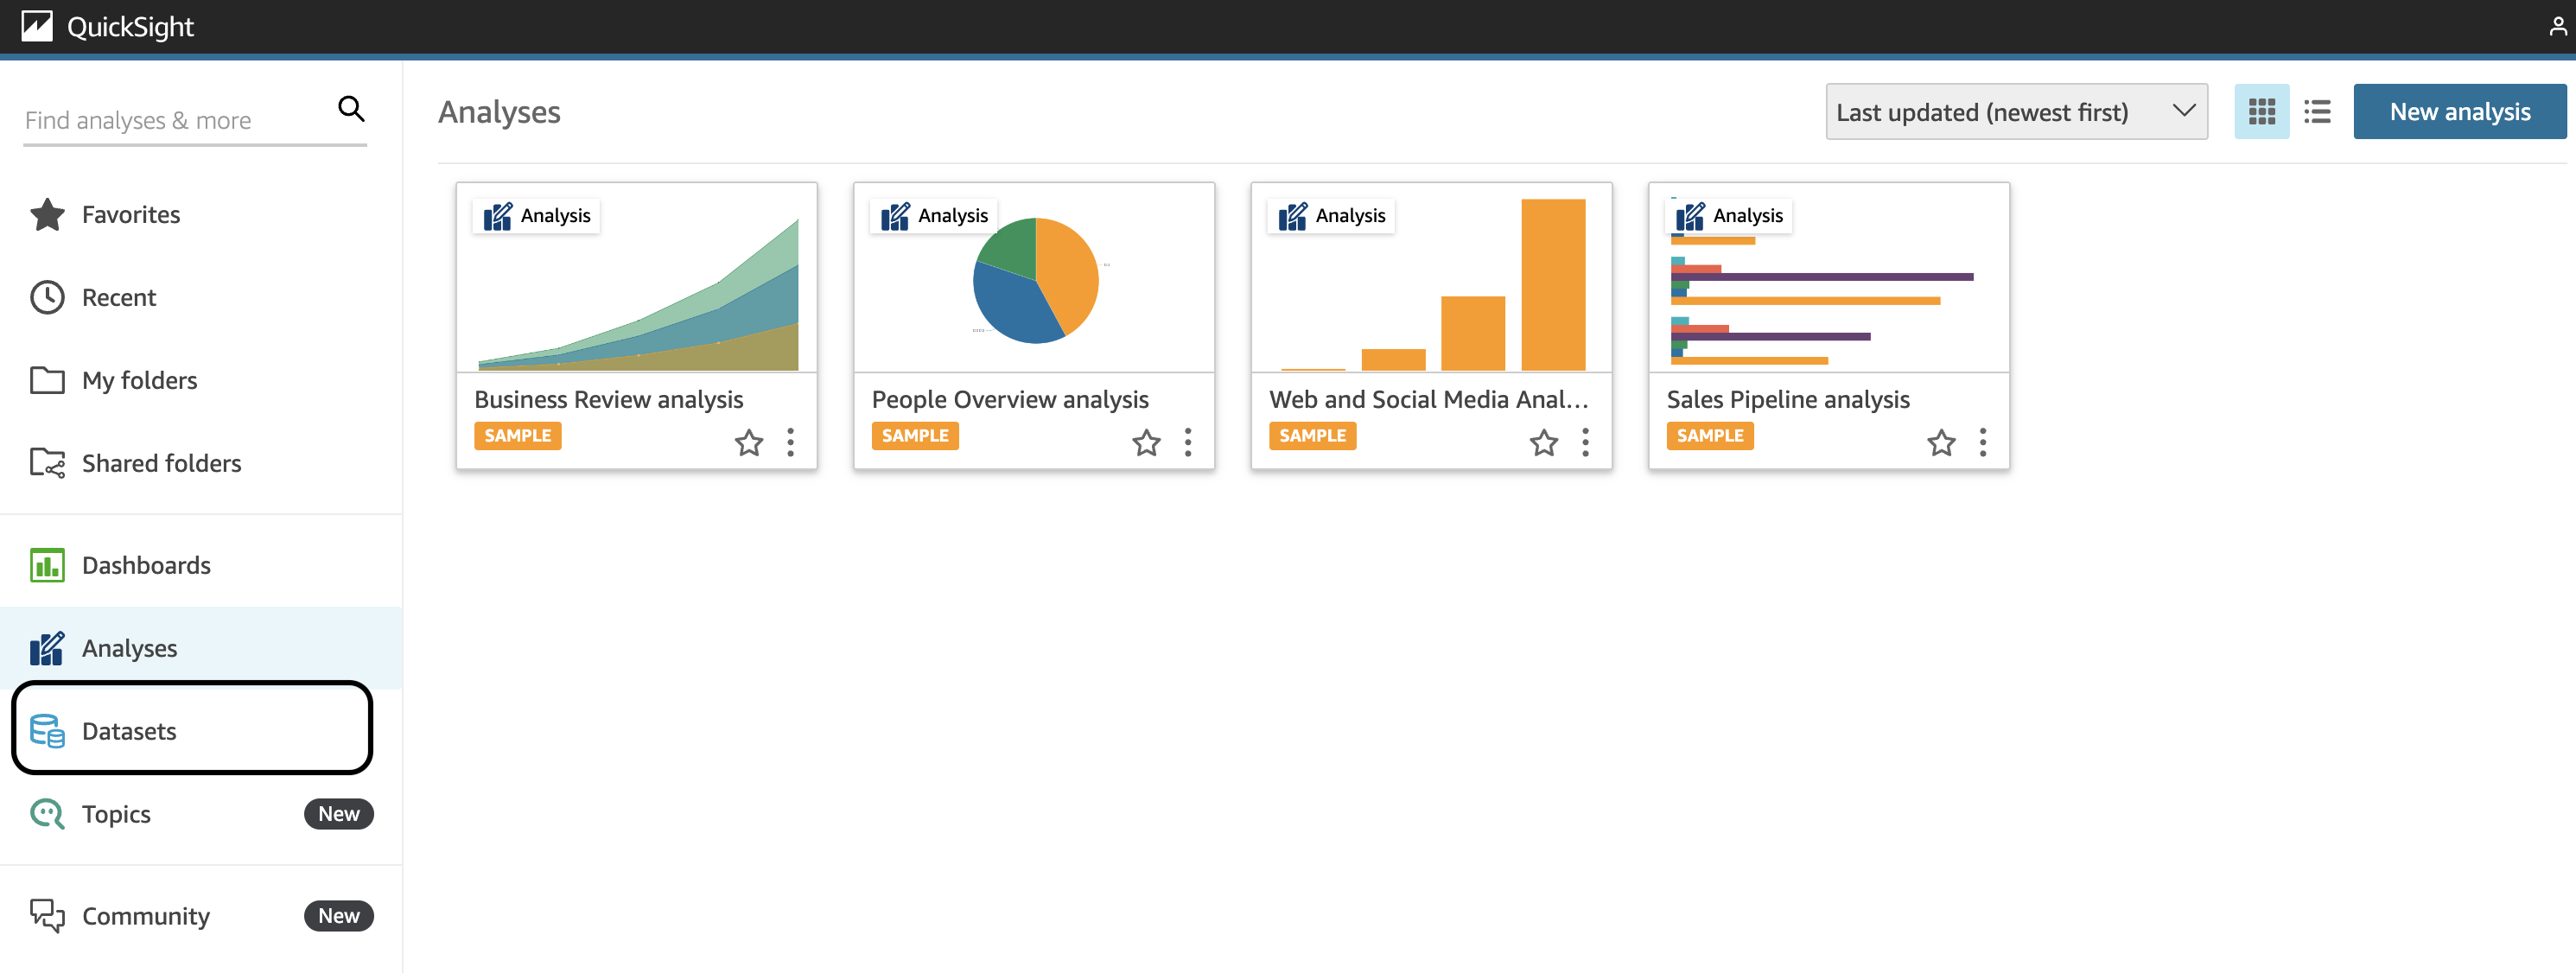 QuickSight
Find analyses & more
Favorites
Recent
My folders
Shared folders
Dashboards
Analyses
Datasets
Topics New
Community New
Analyses
Last updated (newest first)
New analysis
Analysis
Business Review analysis
SAMPLE
Analysis
People Overview analysis
SAMPLE
Analysis
Web and Social Media Anal...
SAMPLE
Analysis
Sales Pipeline analysis
SAMPLE